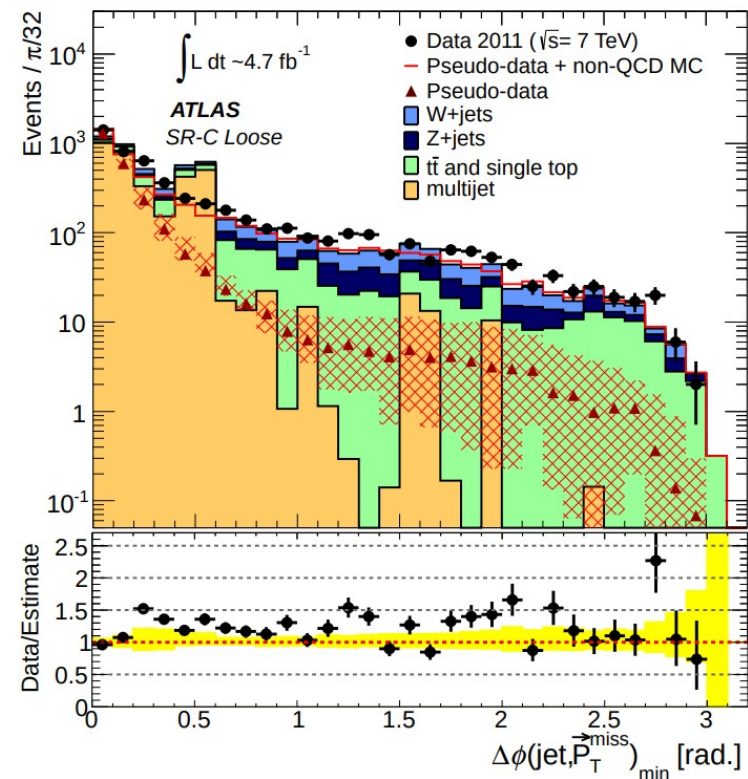 Events / π/32
10⁴
10³
10²
10
1
10⁻¹
∫ L dt ~4.7 fb⁻¹
ATLAS
SR-C Loose
Data 2011 (√s= 7 TeV)
Pseudo-data + non-QCD MC
Pseudo-data
W+jets
Z+jets
tt̄ and single top
multijet
Data/Estimate
2.5
2
1.5
1
0.5
0
0 0.5 1 1.5 2 2.5 3
Δϕ(jet,P⃗_T^miss)_min [rad.]